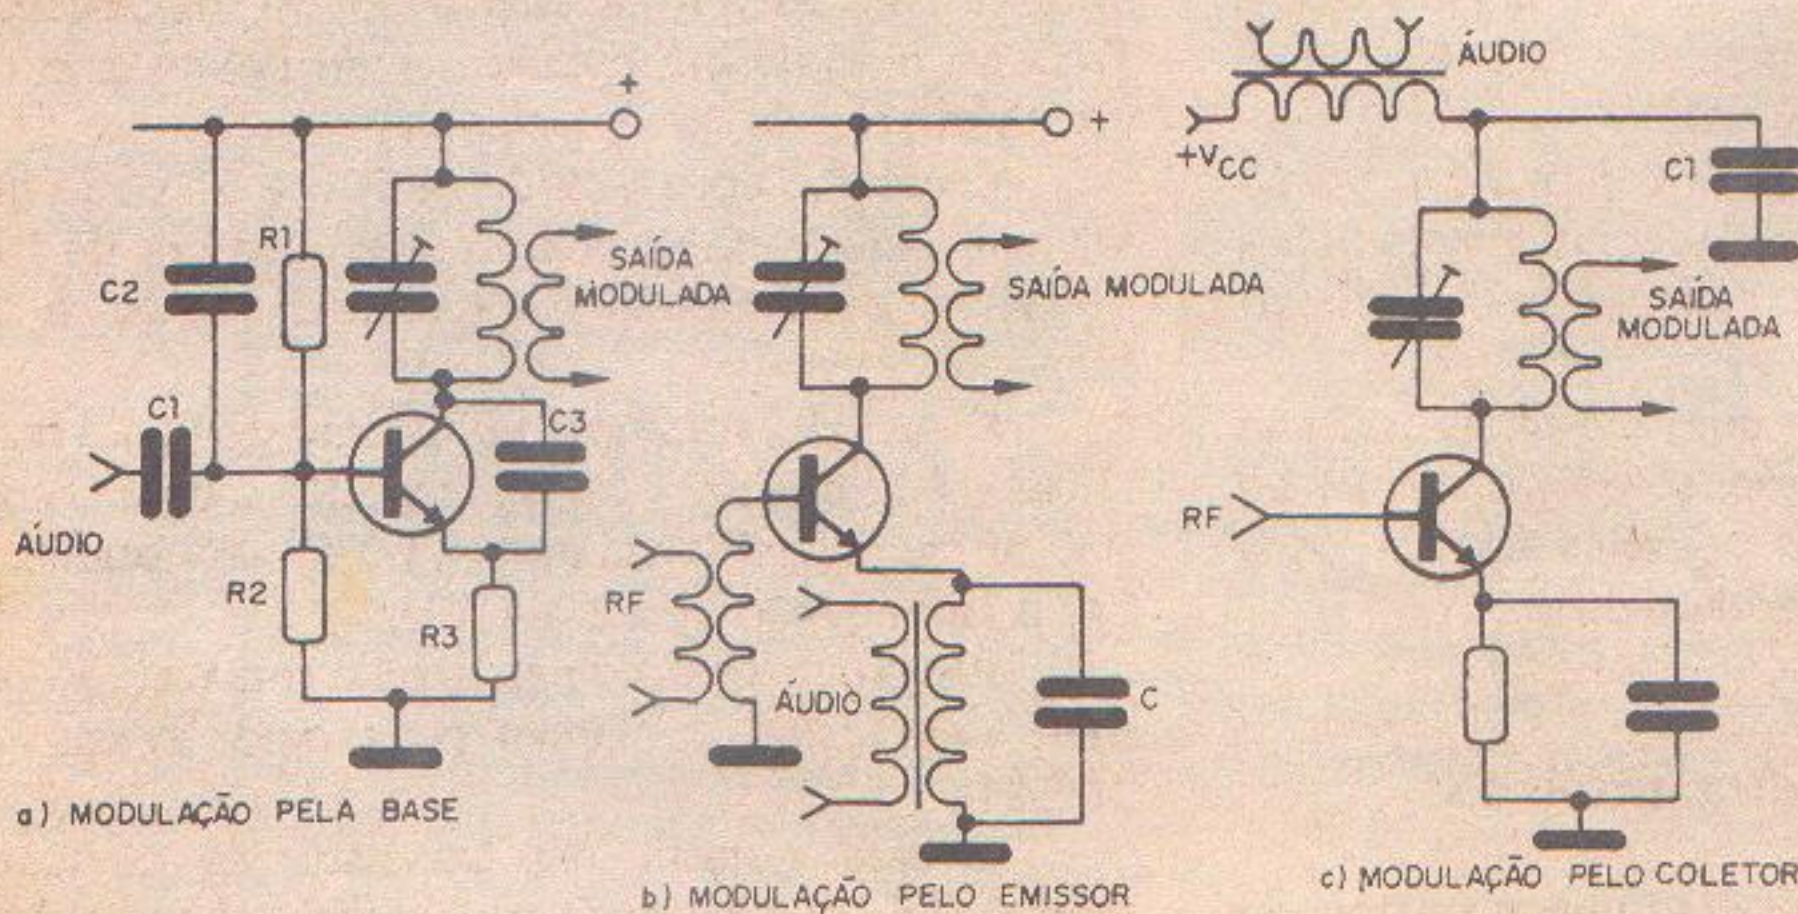 +
C2
R1
SAÍDA
MODULADA
C1
C3
ÁUDIO
R2
R3
a) MODULAÇÃO PELA BASE
+
SAÍDA MODULADA
RF
ÁUDIO
C
b) MODULAÇÃO PELO EMISSOR
ÁUDIO
+VCC
C1
SAÍDA
MODULADA
RF
c) MODULAÇÃO PELO COLETOR